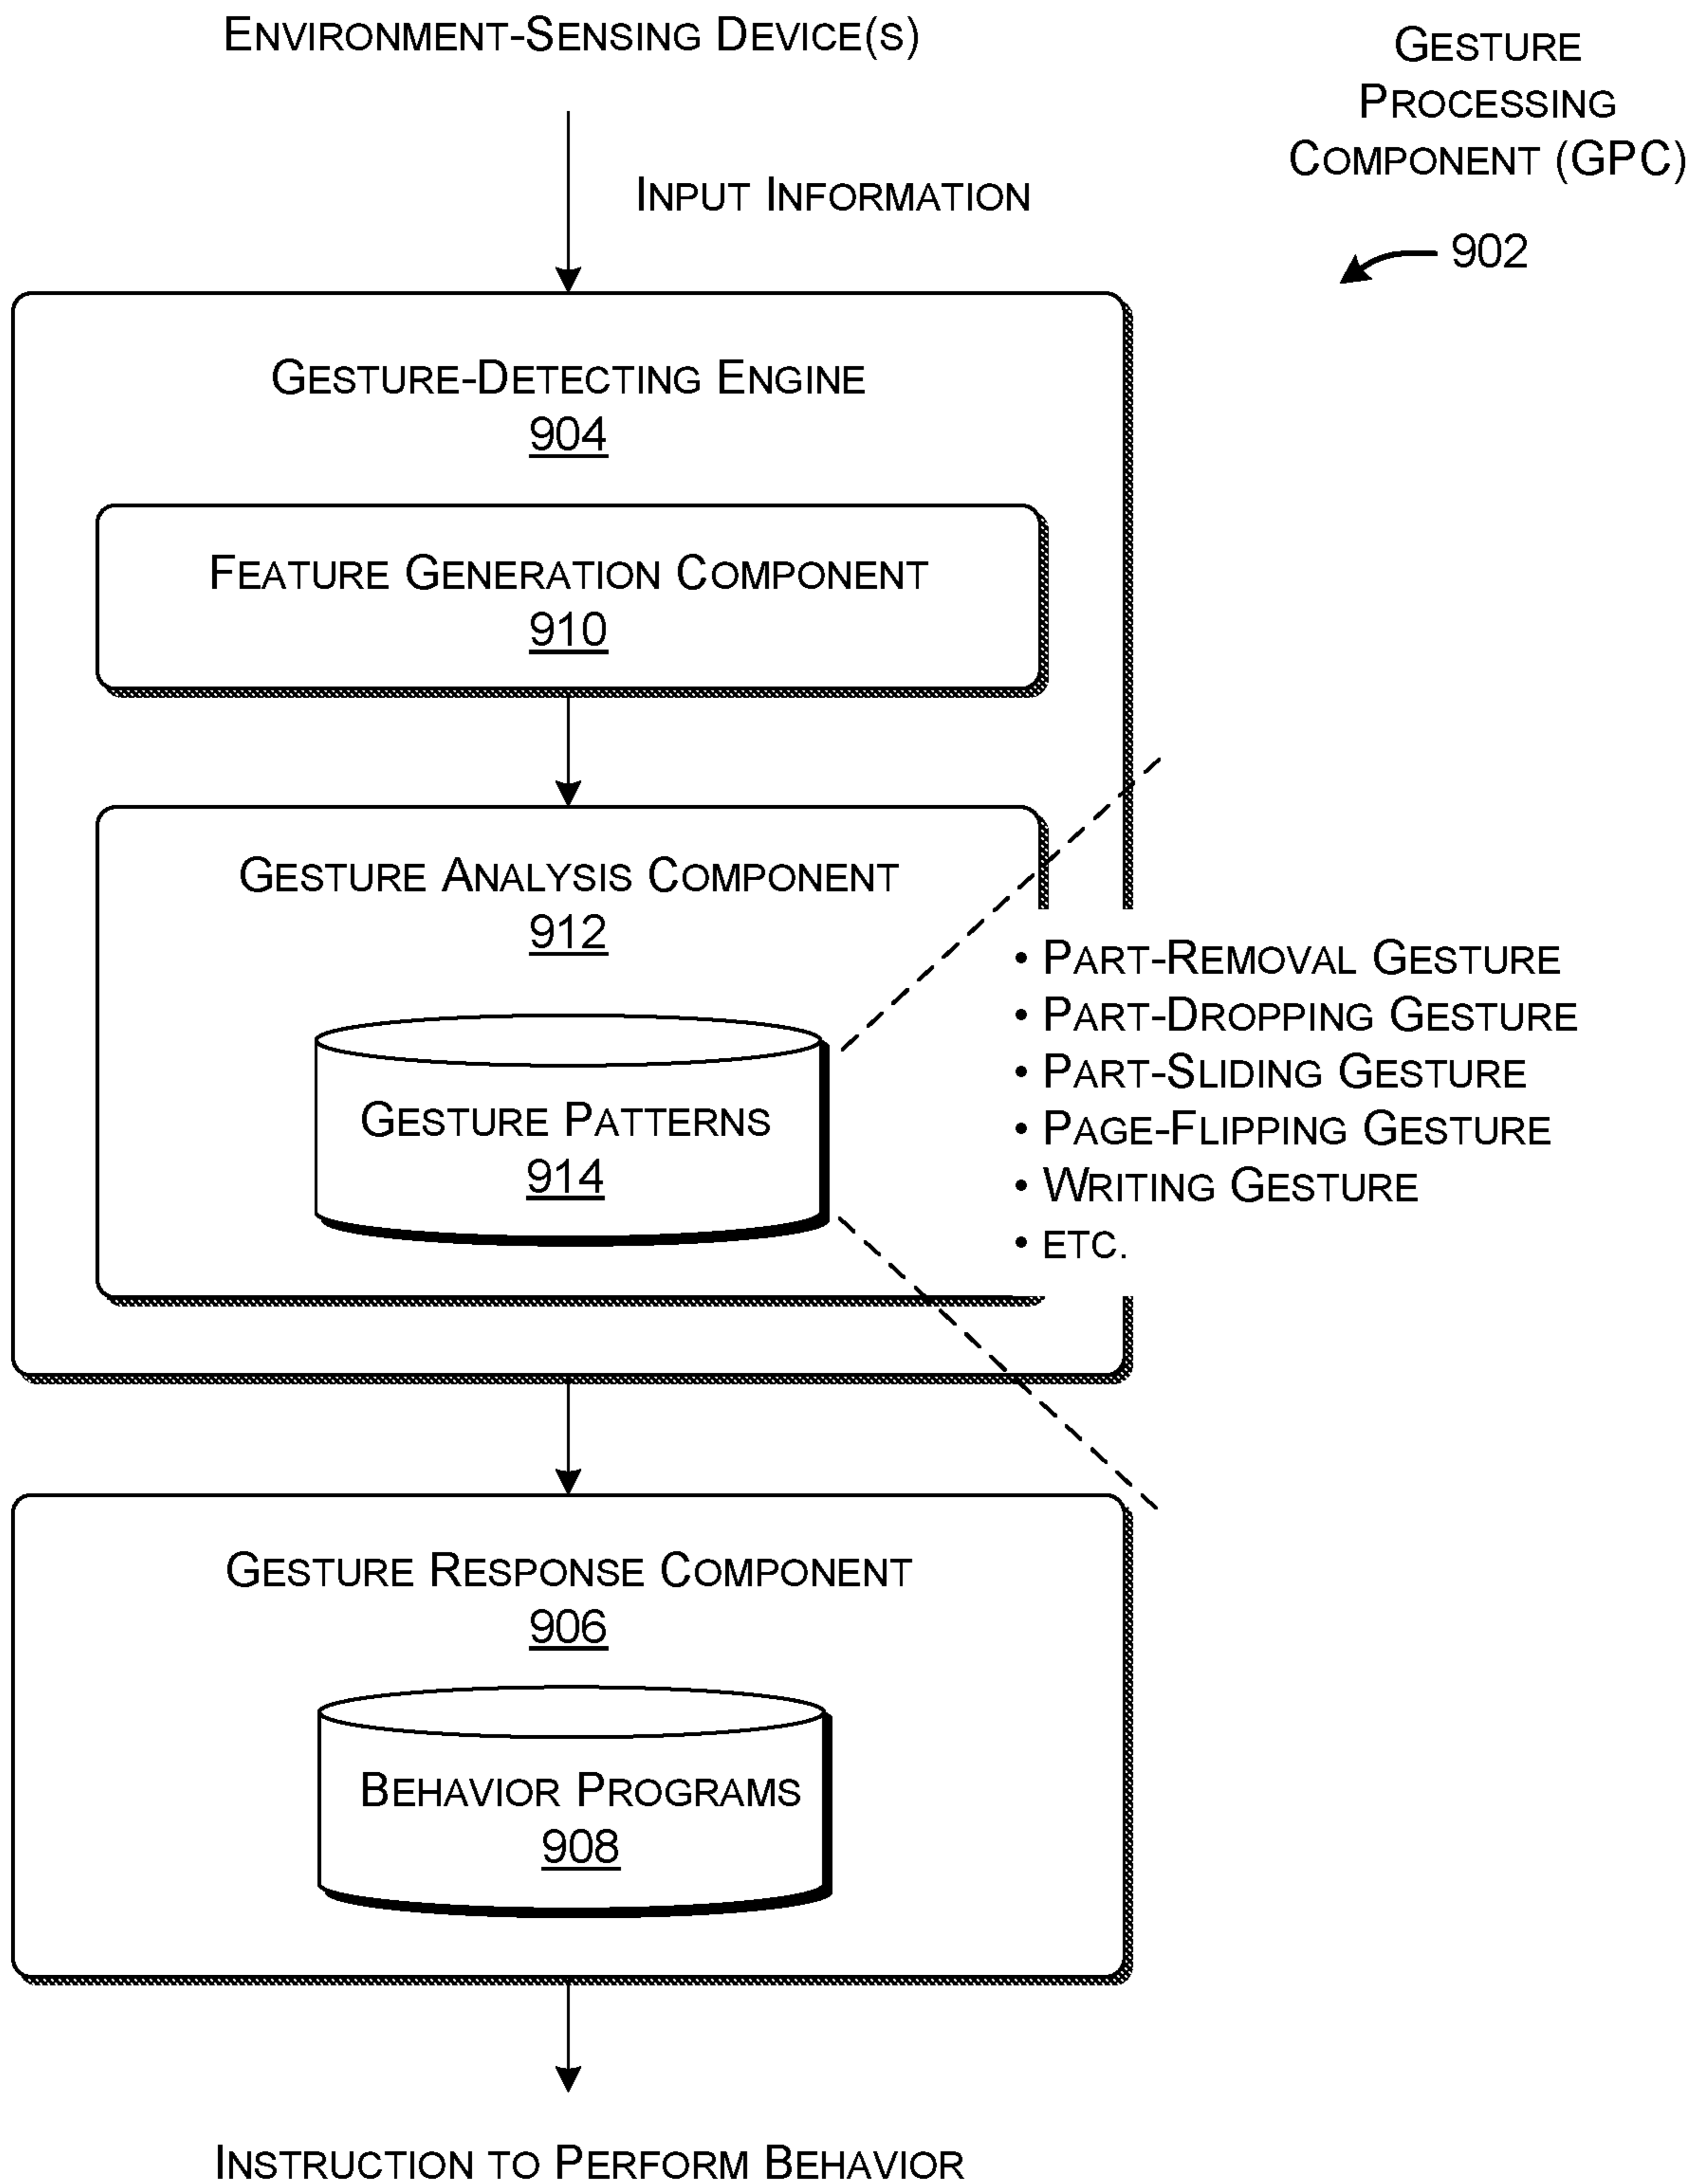 ENVIRONMENT-SENSING DEVICE(S)
GESTURE
PROCESSING
COMPONENT (GPC)
902
INPUT INFORMATION
GESTURE-DETECTING ENGINE
904
FEATURE GENERATION COMPONENT
910
GESTURE ANALYSIS COMPONENT
912
GESTURE PATTERNS
914
• PART-REMOVAL GESTURE
• PART-DROPPING GESTURE
• PART-SLIDING GESTURE
• PAGE-FLIPPING GESTURE
• WRITING GESTURE
• ETC.
GESTURE RESPONSE COMPONENT
906
BEHAVIOR PROGRAMS
908
INSTRUCTION TO PERFORM BEHAVIOR